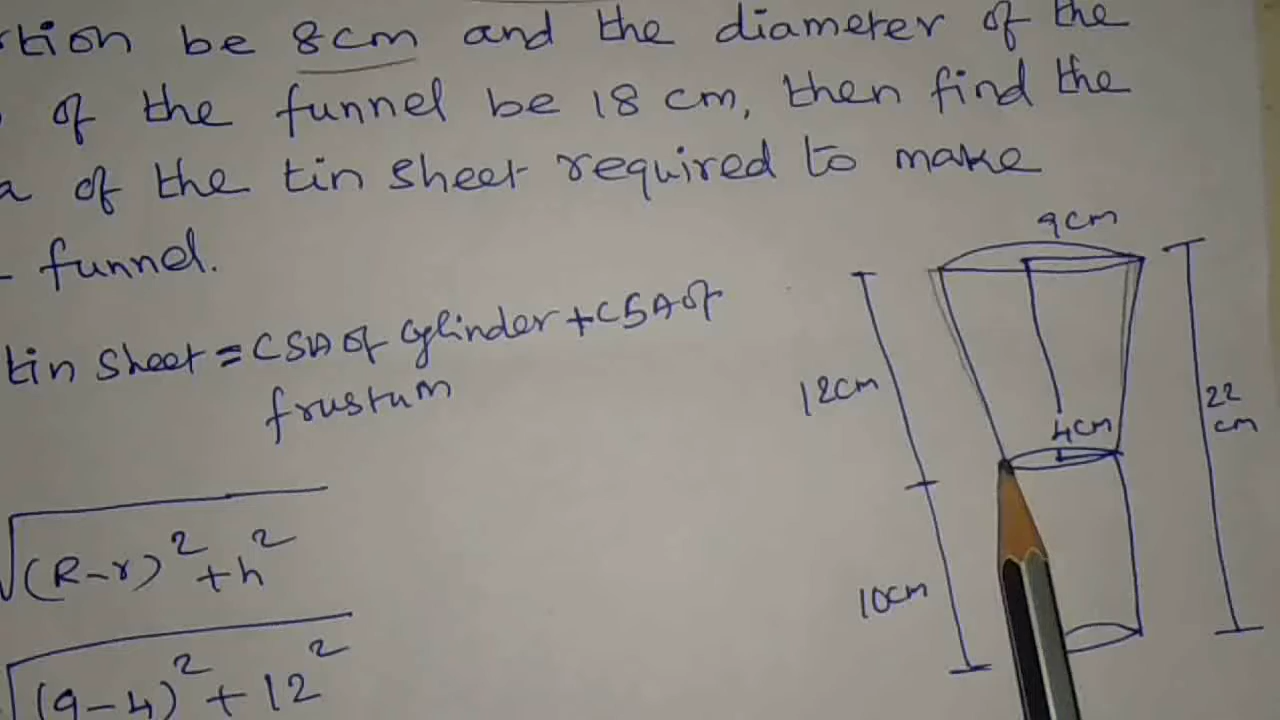 rtion be 8cm and the diameter of the
of the funnel be 18 cm, then find the
a of the tin sheet required to make
funnel.
tin sheet = CSA of cylinder + CSA of
frustum
√(R-r)² + h²
√(9-4)² + 12²
9cm
12cm
4cm
22
cm
10cm